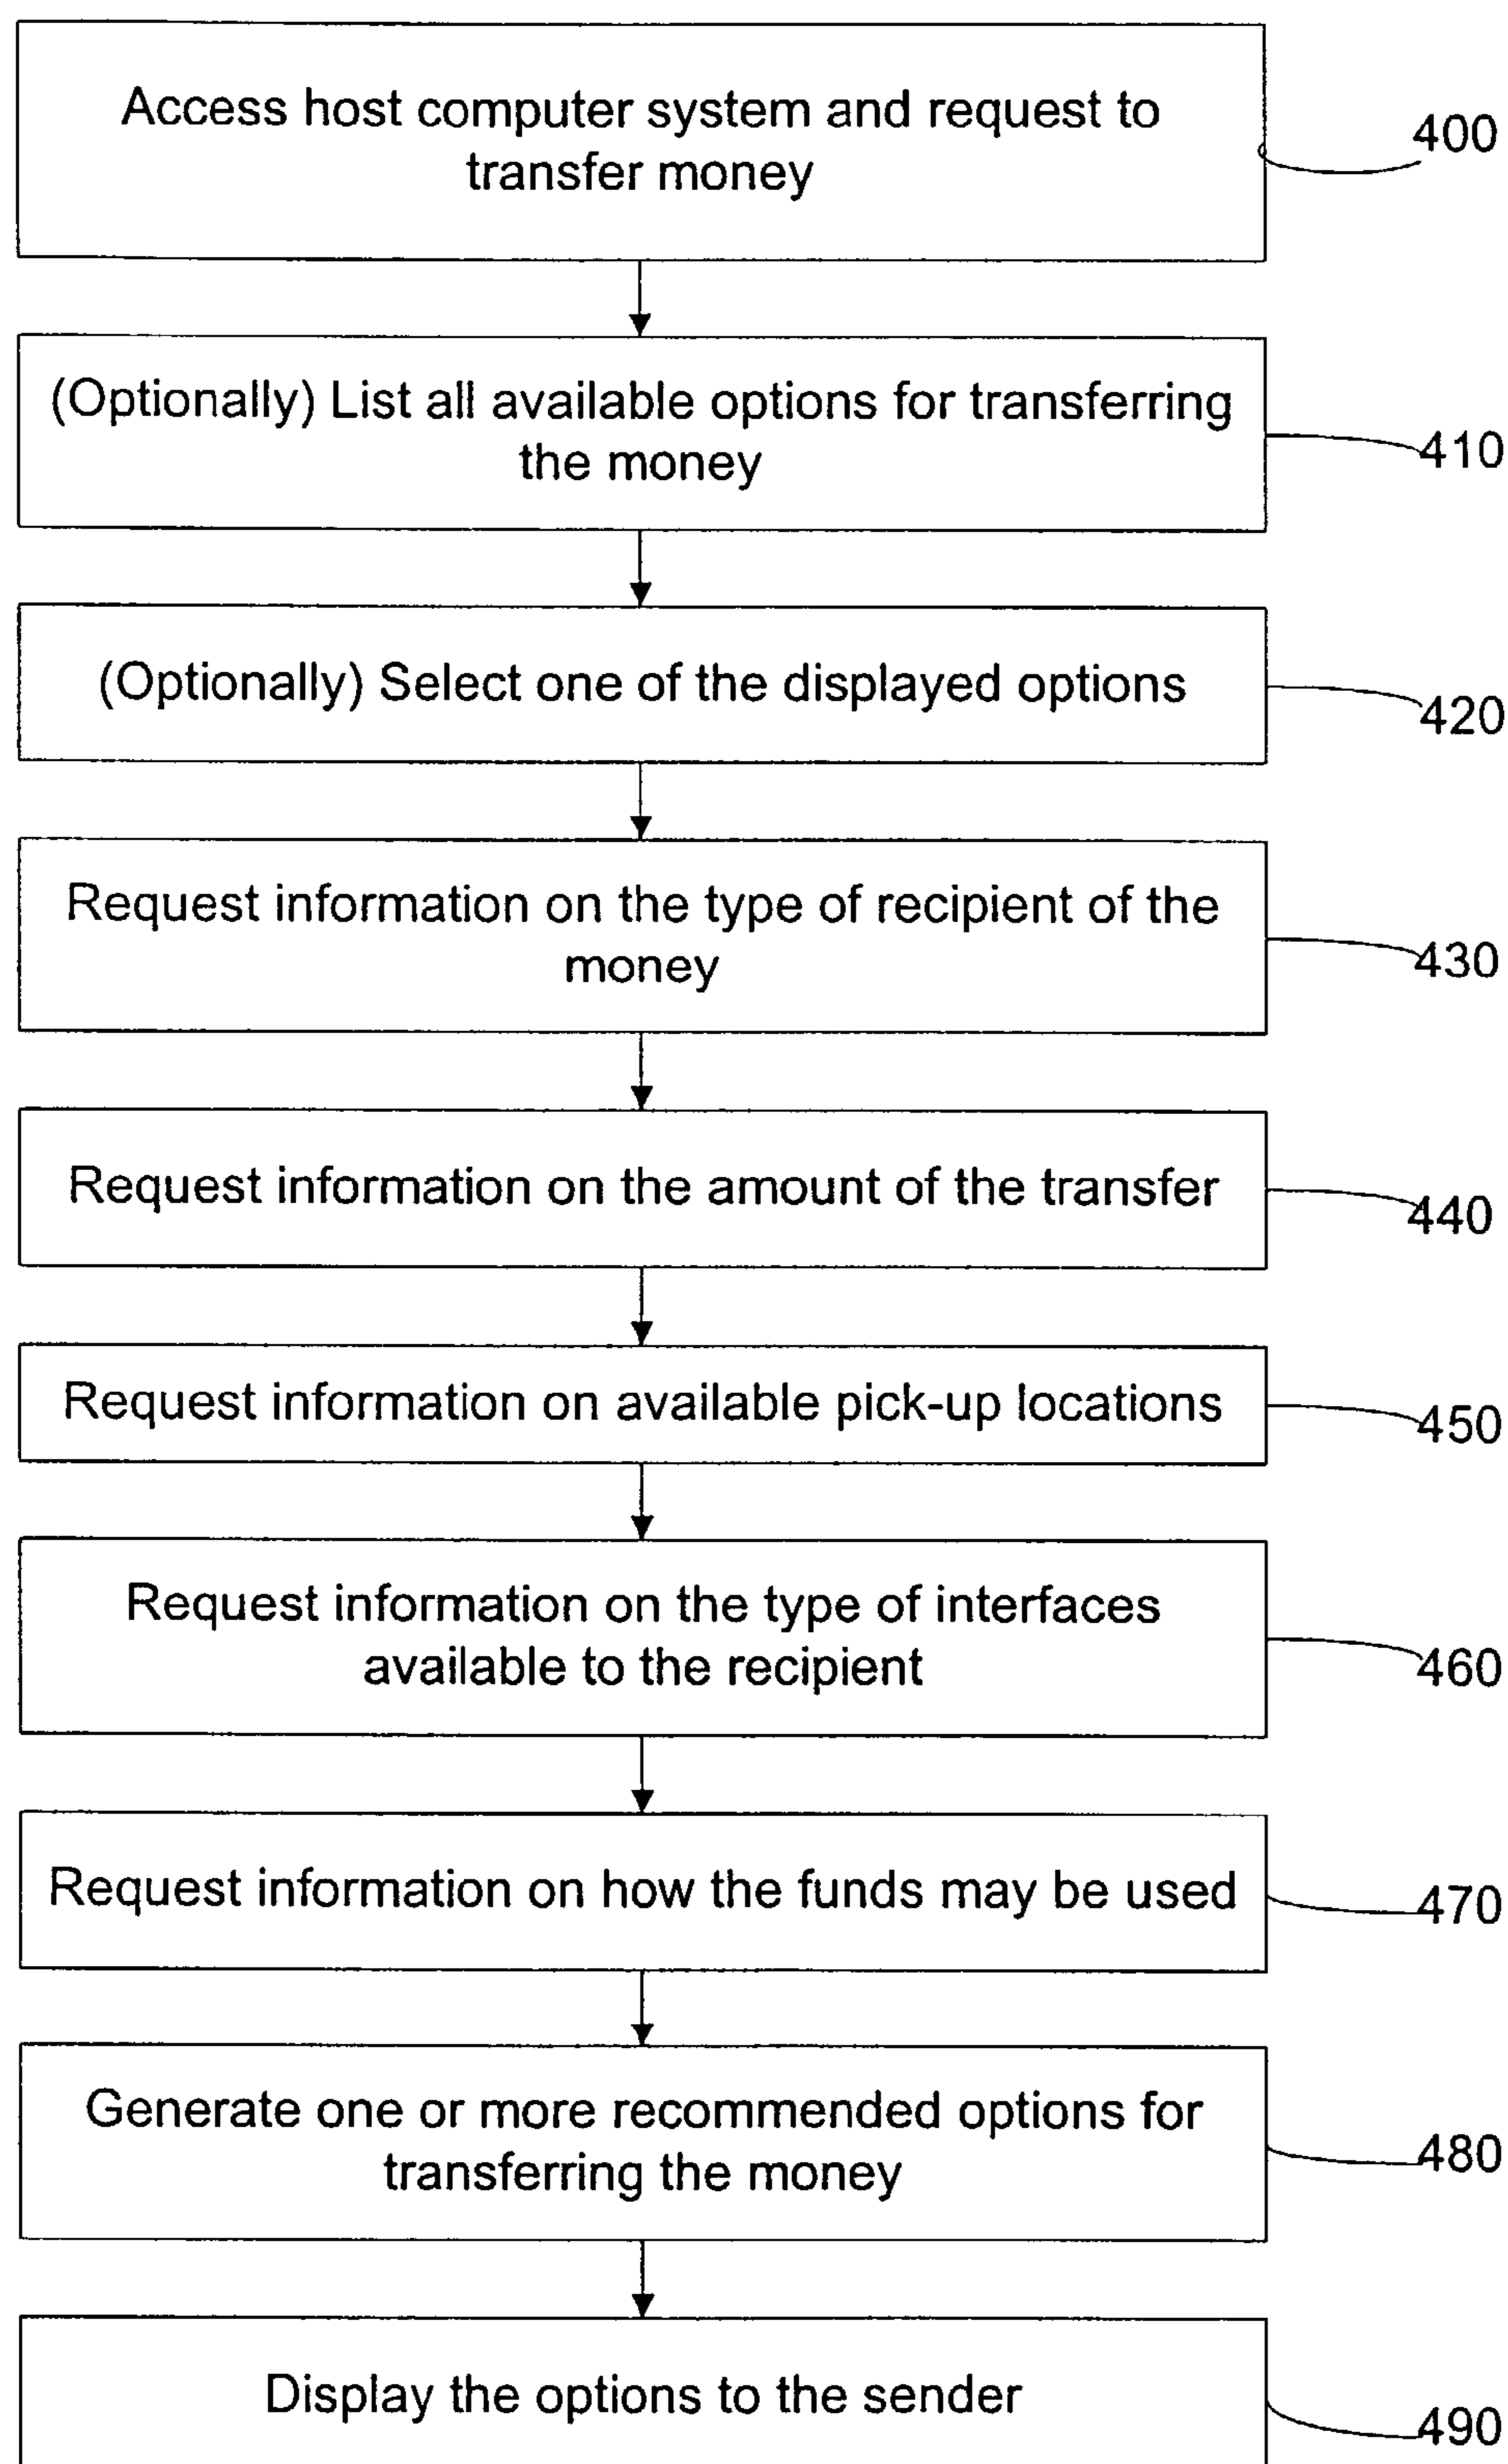 Access host computer system and request to
transfer money
400
(Optionally) List all available options for transferring
the money
410
(Optionally) Select one of the displayed options
420
Request information on the type of recipient of the
money
430
Request information on the amount of the transfer
440
Request information on available pick-up locations
450
Request information on the type of interfaces
available to the recipient
460
Request information on how the funds may be used
470
Generate one or more recommended options for
transferring the money
480
Display the options to the sender
490